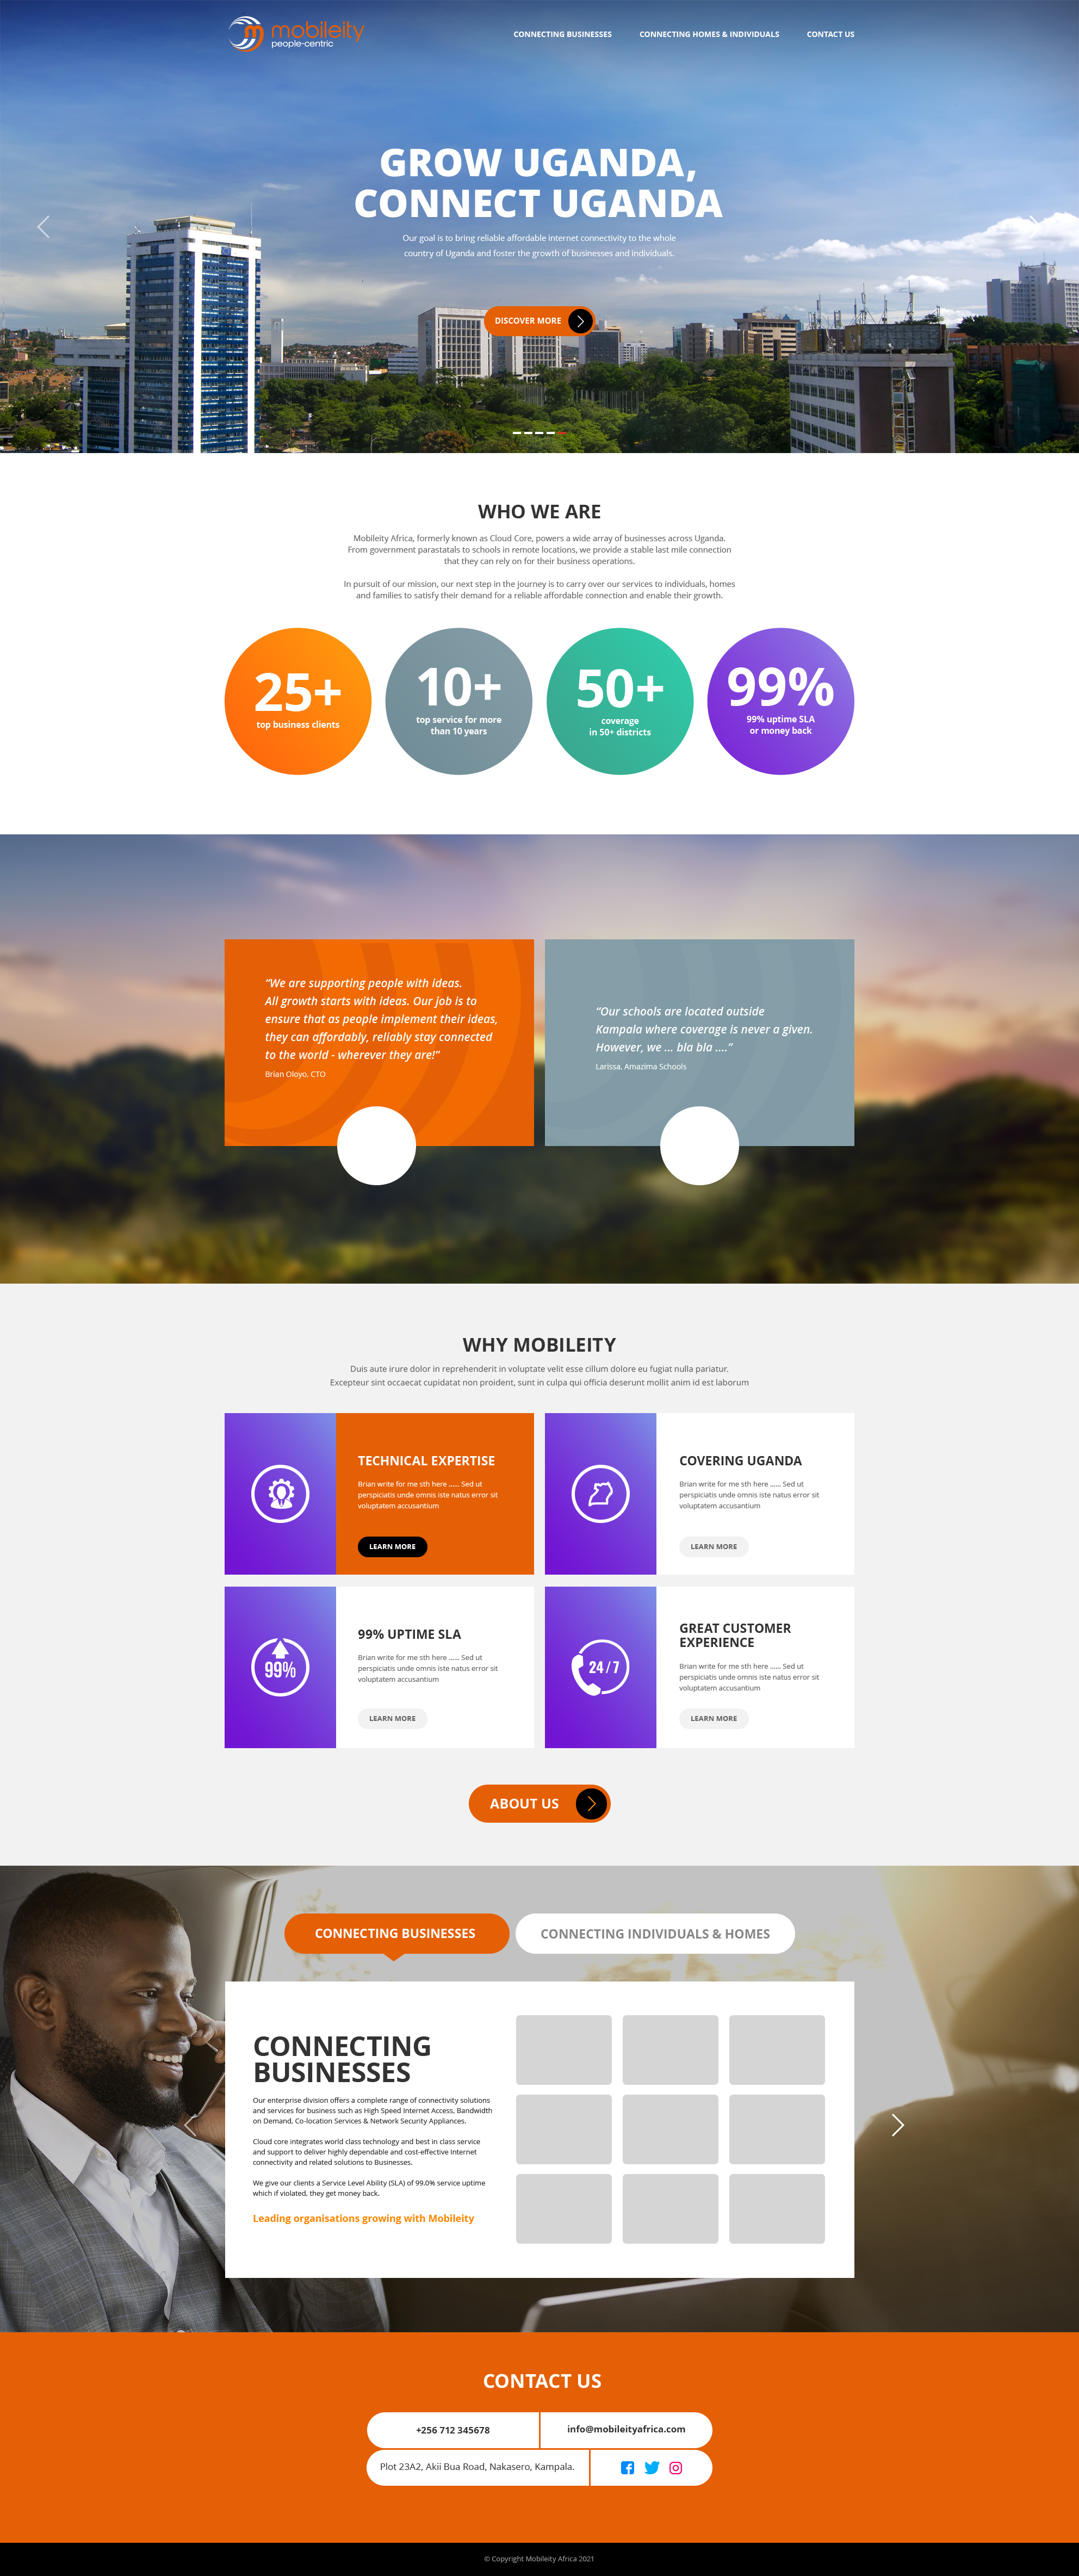 mobileity
people-centric
CONNECTING BUSINESSES
CONNECTING HOMES & INDIVIDUALS
CONTACT US
GROW UGANDA,
CONNECT UGANDA
Our goal is to bring reliable affordable internet connectivity to the whole
country of Uganda and foster the growth of businesses and individuals.
DISCOVER MORE
WHO WE ARE
Mobileity Africa, formerly known as Cloud Core, powers a wide array of businesses across Uganda.
From government parastatals to schools in remote locations, we provide a stable last mile connection
that they can rely on for their business operations.
In pursuit of our mission, our next step in the journey is to carry over our services to individuals, homes
and families to satisfy their demand for a reliable affordable connection and enable their growth.
25+
top business clients
10+
top service for more
than 10 years
50+
coverage
in 50+ districts
99%
99% uptime SLA
or money back
“We are supporting people with ideas.
All growth starts with ideas. Our job is to
ensure that as people implement their ideas,
they can affordably, reliably stay connected
to the world - wherever they are!”
Brian Oloyo, CTO
“Our schools are located outside
Kampala where coverage is never a given.
However, we ... bla bla ....”
Larissa, Amazima Schools
WHY MOBILEITY
Duis aute irure dolor in reprehenderit in voluptate velit esse cillum dolore eu fugiat nulla pariatur.
Excepteur sint occaecat cupidatat non proident, sunt in culpa qui officia deserunt mollit anim id est laborum
TECHNICAL EXPERTISE
Brian write for me sth here ...... Sed ut
perspiciatis unde omnis iste natus error sit
voluptatem accusantium
LEARN MORE
COVERING UGANDA
Brian write for me sth here ...... Sed ut
perspiciatis unde omnis iste natus error sit
voluptatem accusantium
LEARN MORE
99%
99% UPTIME SLA
Brian write for me sth here ...... Sed ut
perspiciatis unde omnis iste natus error sit
voluptatem accusantium
LEARN MORE
24/7
GREAT CUSTOMER
EXPERIENCE
Brian write for me sth here ...... Sed ut
perspiciatis unde omnis iste natus error sit
voluptatem accusantium
LEARN MORE
ABOUT US
CONNECTING BUSINESSES
CONNECTING INDIVIDUALS & HOMES
CONNECTING
BUSINESSES
Our enterprise division offers a complete range of connectivity solutions
and services for business such as High Speed Internet Access, Bandwidth
on Demand, Co-location Services & Network Security Appliances.
Cloud core integrates world class technology and best in class service
and support to deliver highly dependable and cost-effective Internet
connectivity and related solutions to Businesses.
We give our clients a Service Level Ability (SLA) of 99.0% service uptime
which if violated, they get money back.
Leading organisations growing with Mobileity
CONTACT US
+256 712 345678
info@mobileityafrica.com
Plot 23A2, Akii Bua Road, Nakasero, Kampala.
© Copyright Mobileity Africa 2021